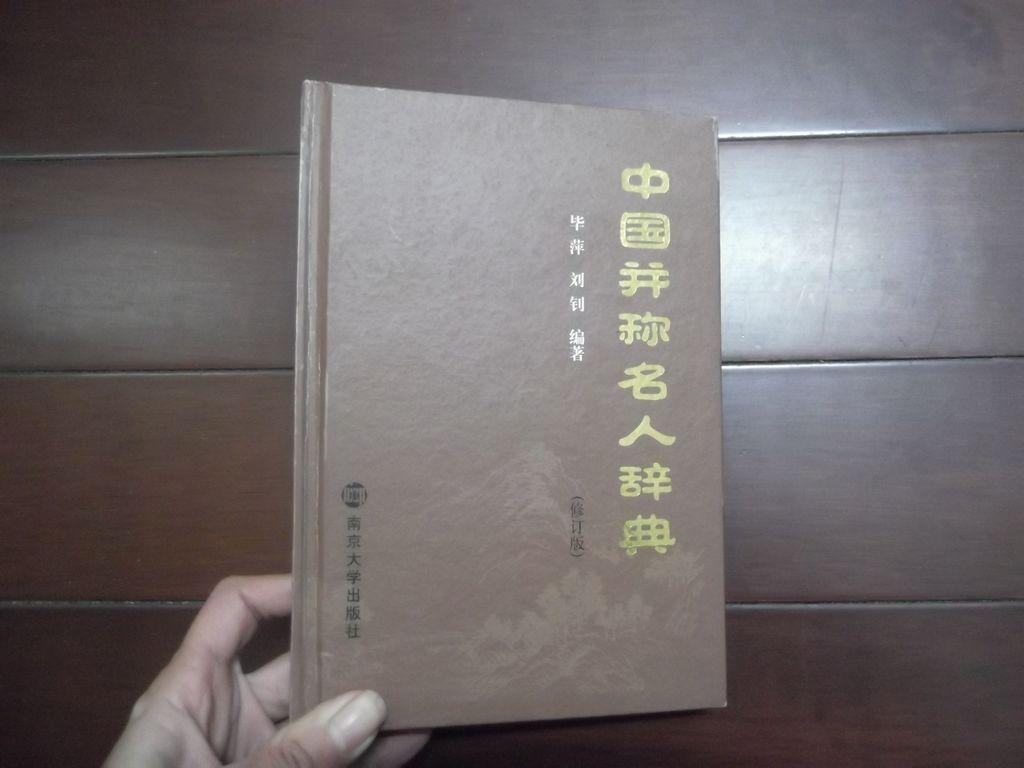 中国并称名人辞典
毕萍 刘钊 编著
(修订版)
南京大学出版社